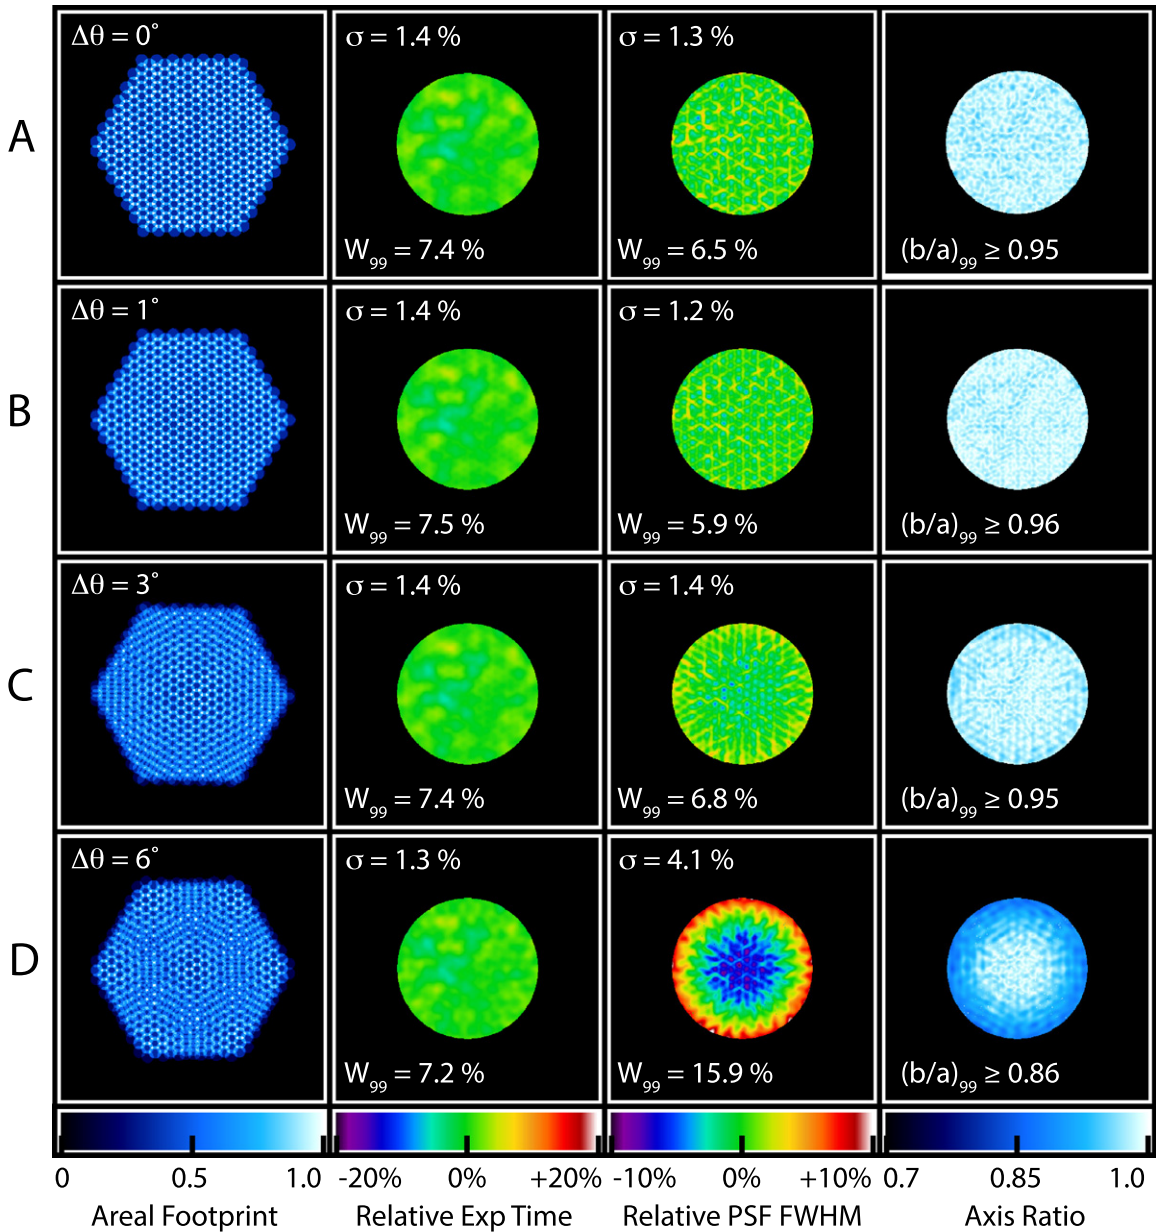 Δθ = 0°
σ = 1.4 %
σ = 1.3 %
A
W₉₉ = 7.4 %
W₉₉ = 6.5 %
(b/a)₉₉ ≥ 0.95
Δθ = 1°
σ = 1.4 %
σ = 1.2 %
B
W₉₉ = 7.5 %
W₉₉ = 5.9 %
(b/a)₉₉ ≥ 0.96
Δθ = 3°
σ = 1.4 %
σ = 1.4 %
C
W₉₉ = 7.4 %
W₉₉ = 6.8 %
(b/a)₉₉ ≥ 0.95
Δθ = 6°
σ = 1.3 %
σ = 4.1 %
D
W₉₉ = 7.2 %
W₉₉ = 15.9 %
(b/a)₉₉ ≥ 0.86
0 0.5 1.0
-20% 0% +20%
-10% 0% +10%
0.7 0.85 1.0
Areal Footprint
Relative Exp Time
Relative PSF FWHM
Axis Ratio